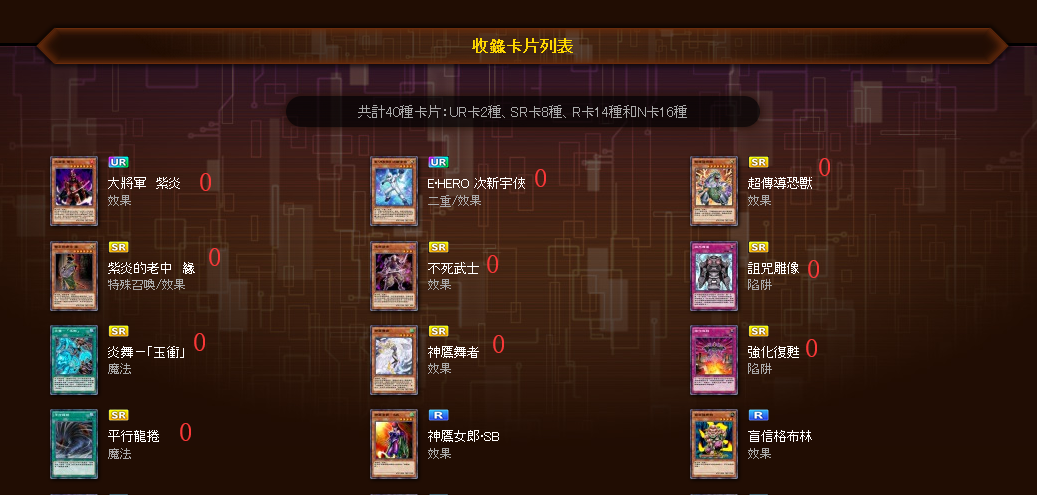 收錄卡片列表
共計40種卡片：UR卡2種、SR卡8種、R卡14種和N卡16種
UR
大將軍 紫炎 0
效果
UR
E·HERO 次新宇俠 0
二重/效果
SR
超傳導恐獸 0
效果
SR
紫炎的老中 緣 0
特殊召喚/效果
SR
不死武士 0
效果
SR
詛咒雕像 0
陷阱
SR
炎舞－「玉衝」 0
魔法
SR
神鷹舞者 0
效果
SR
強化復甦 0
陷阱
SR
平行龍捲 0
魔法
R
神鷹女郎·SB
效果
R
盲信格布林
效果